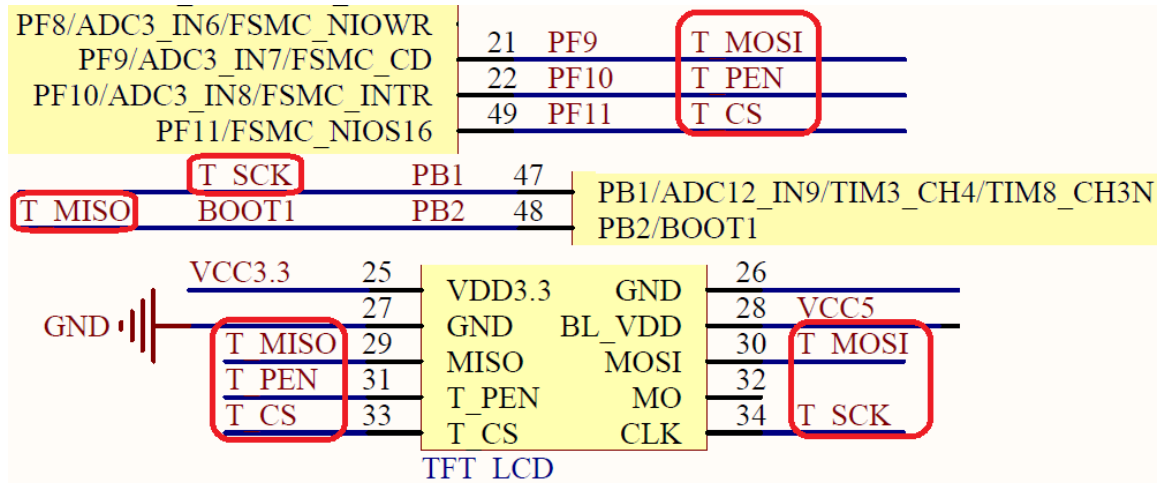 PF8/ADC3_IN6/FSMC_NIOWR
PF9/ADC3_IN7/FSMC_CD 21 PF9 T_MOSI
PF10/ADC3_IN8/FSMC_INTR 22 PF10 T_PEN
PF11/FSMC_NIOS16 49 PF11 T_CS
T_SCK PB1 47 PB1/ADC12_IN9/TIM3_CH4/TIM8_CH3N
T_MISO BOOT1 PB2 48 PB2/BOOT1
VCC3.3 25 VDD3.3 GND 26
GND 27 GND BL_VDD 28 VCC5
T_MISO 29 MISO MOSI 30 T_MOSI
T_PEN 31 T_PEN MO 32
T_CS 33 T_CS CLK 34 T_SCK
TFT_LCD